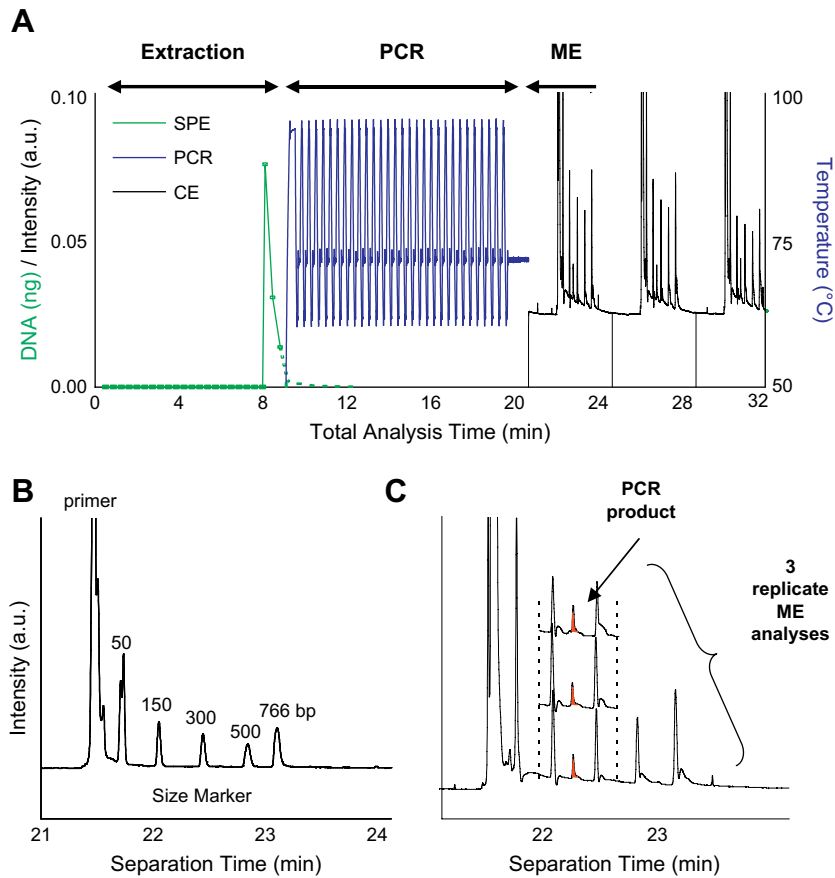 A
Extraction
PCR
ME
0.10
0.05
0.00
DNA (ng) / Intensity (a.u.)
SPE
PCR
CE
100
75
50
Temperature (°C)
0
4
8
12
16
20
24
28
32
Total Analysis Time (min)
B
primer
50
150
300
500
766 bp
Size Marker
Intensity (a.u.)
21
22
23
24
Separation Time (min)
C
PCR
product
3
replicate
ME
analyses
22
23
Separation Time (min)